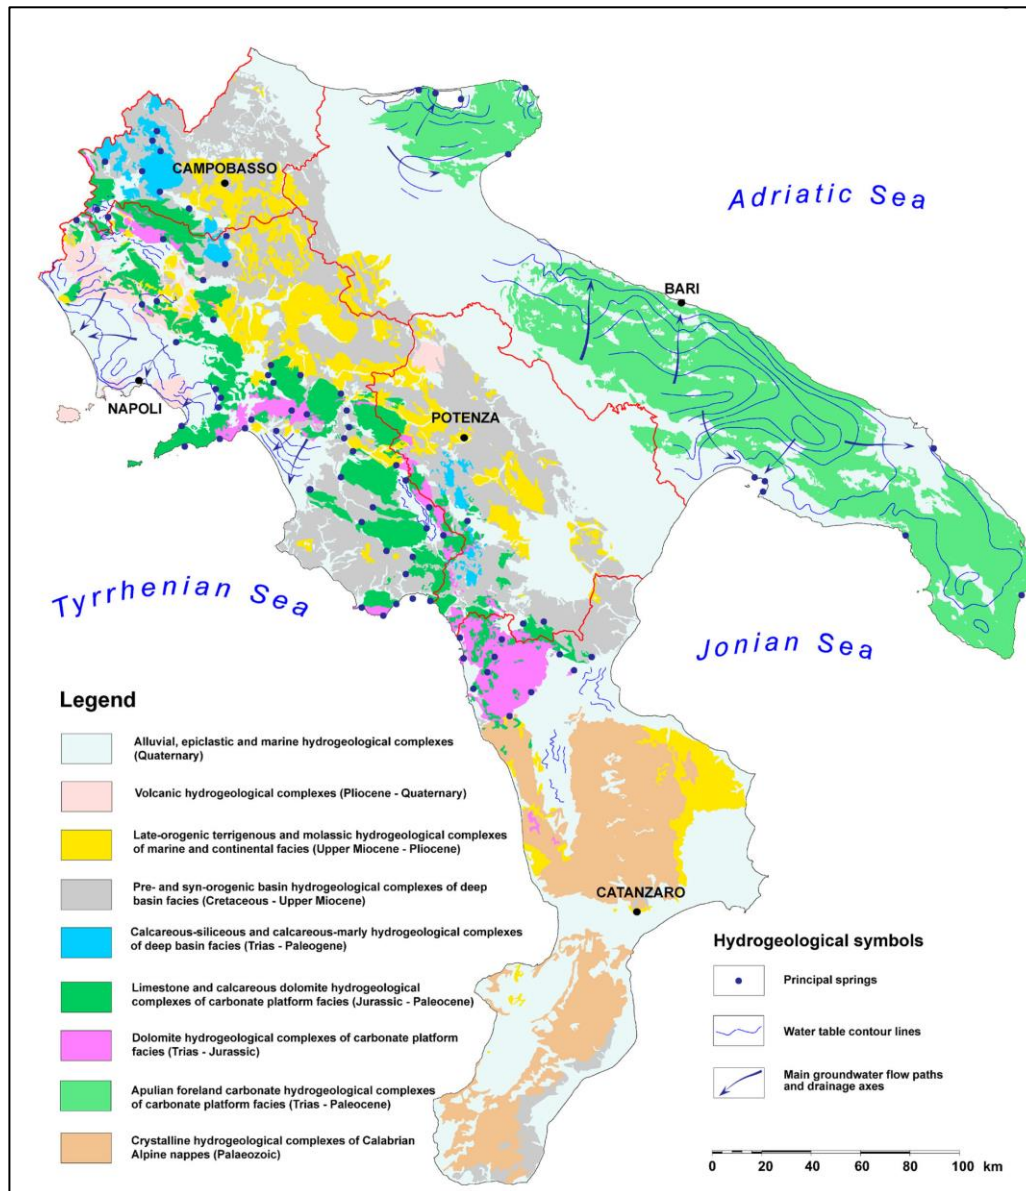 CAMPOBASSO
Adriatic Sea
BARI
NAPOLI
POTENZA
Tyrrhenian Sea
Jonian Sea
CATANZARO
Legend
Alluvial, epiclastic and marine hydrogeological complexes
(Quaternary)
Volcanic hydrogeological complexes (Pliocene - Quaternary)
Late-orogenic terrigenous and molassic hydrogeological complexes
of marine and continental facies (Upper Miocene - Pliocene)
Pre- and syn-orogenic basin hydrogeological complexes of deep
basin facies (Cretaceous - Upper Miocene)
Calcareous-siliceous and calcareous-marly hydrogeological complexes
of deep basin facies (Trias - Paleogene)
Limestone and calcareous dolomite hydrogeological
complexes of carbonate platform facies (Jurassic - Paleocene)
Dolomite hydrogeological complexes of carbonate platform
facies (Trias - Jurassic)
Apulian foreland carbonate hydrogeological complexes
of carbonate platform facies (Trias - Paleocene)
Crystalline hydrogeological complexes of Calabrian
Alpine nappes (Palaeozoic)
Hydrogeological symbols
Principal springs
Water table contour lines
Main groundwater flow paths
and drainage axes
0 20 40 60 80 100 km